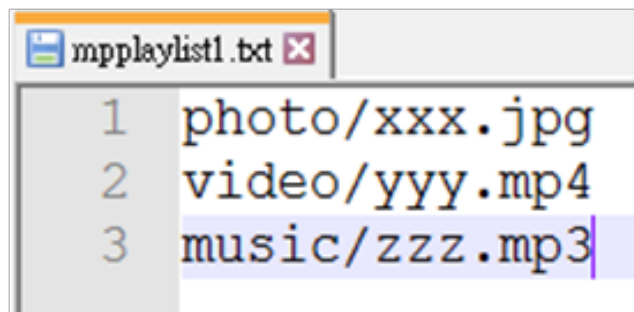 mpplaylist1.txt
1 photo/xxx.jpg
2 video/yyy.mp4
3 music/zzz.mp3